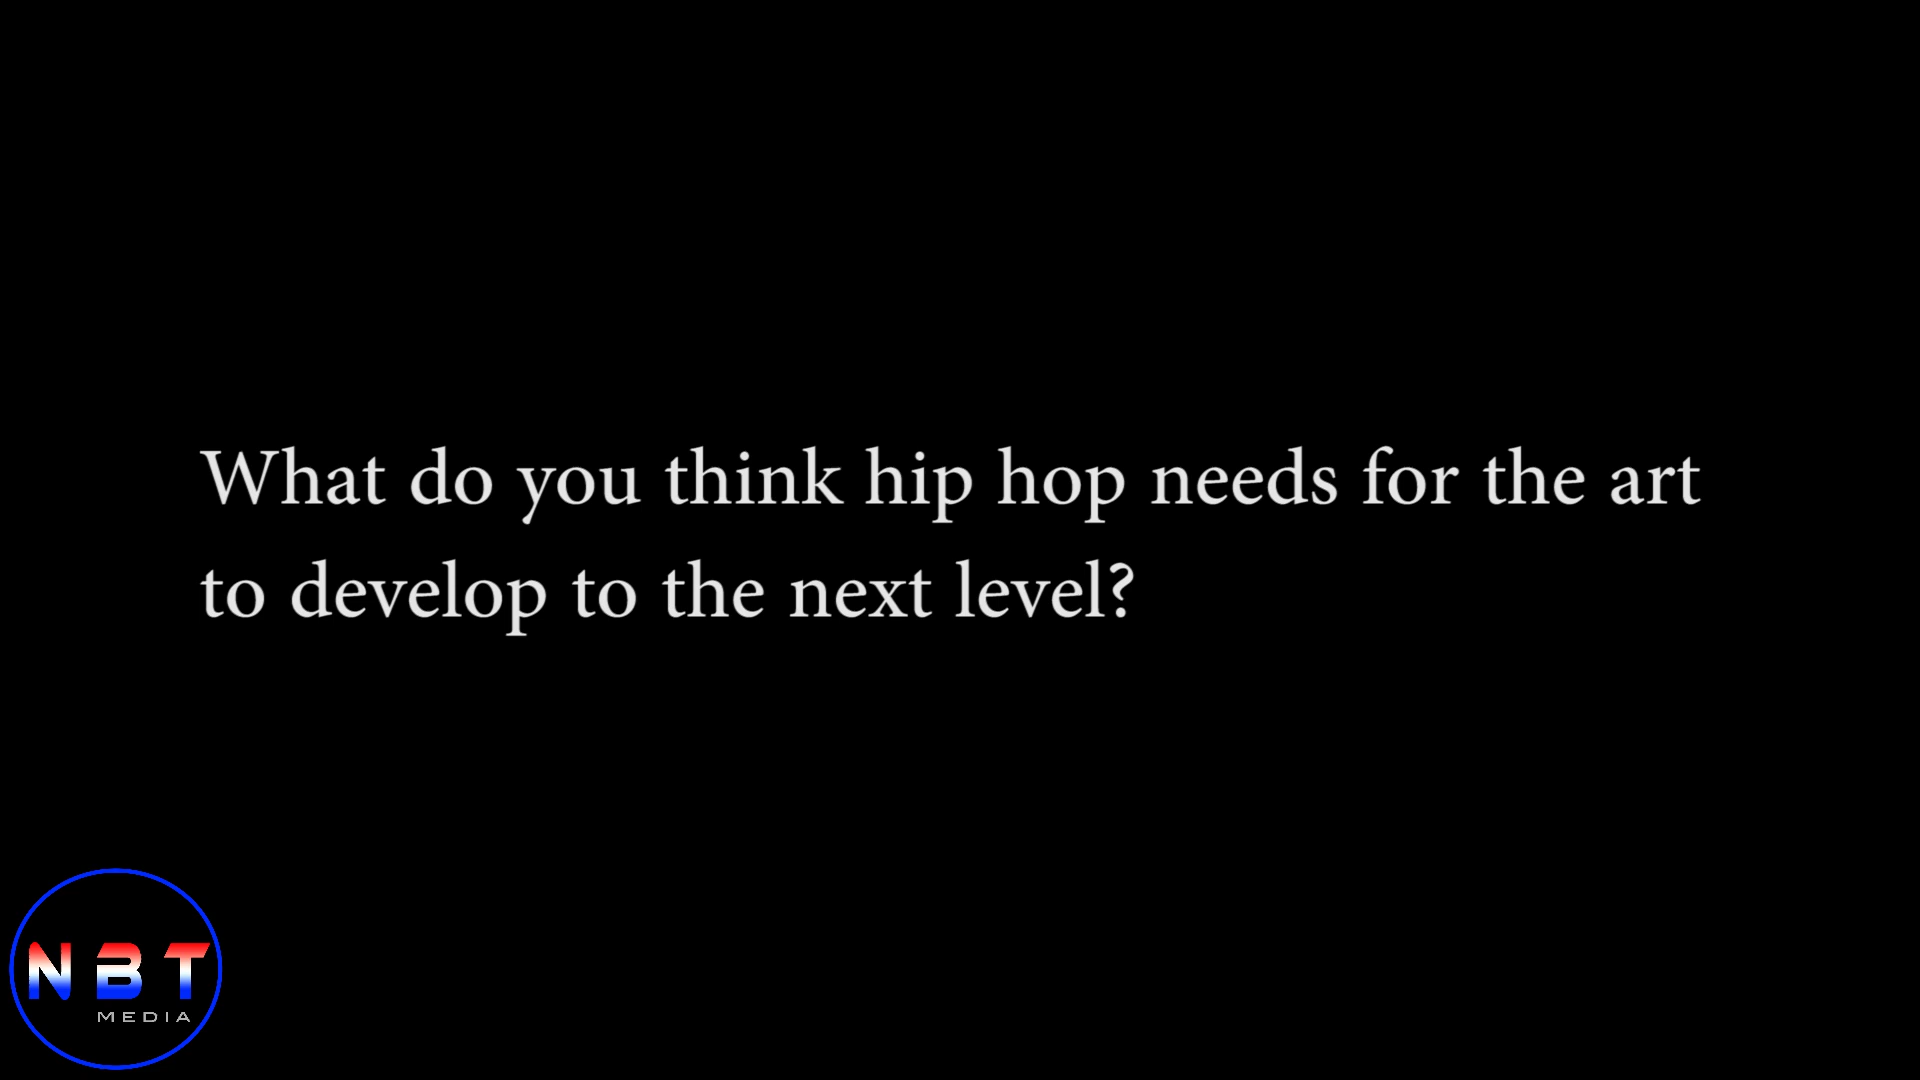 What do you think hip hop needs for the art
to develop to the next level?
NBT
MEDIA